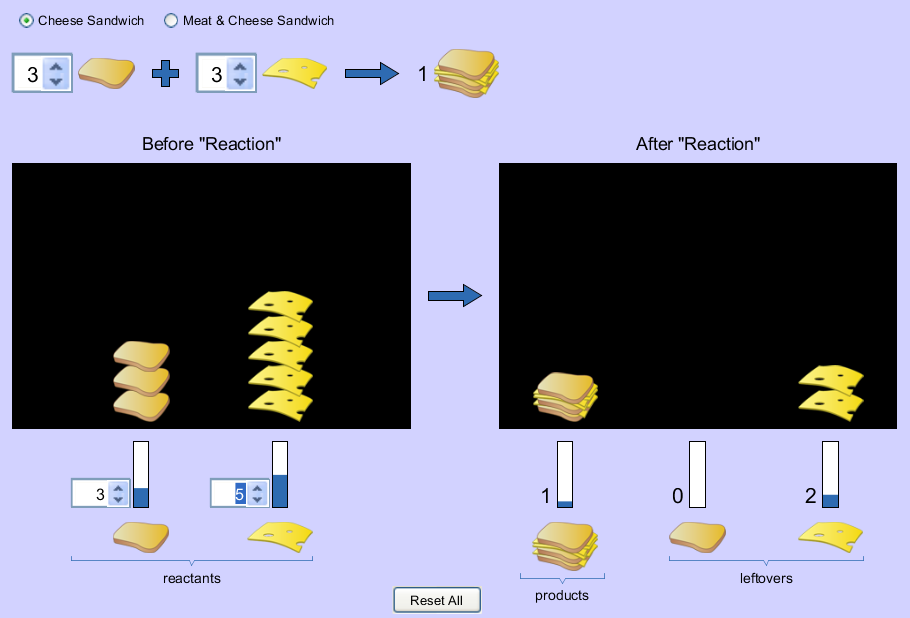 Cheese Sandwich Meat & Cheese Sandwich
3 3 1
Before "Reaction" After "Reaction"
3 5 1 0 2
reactants
products
leftovers
Reset All